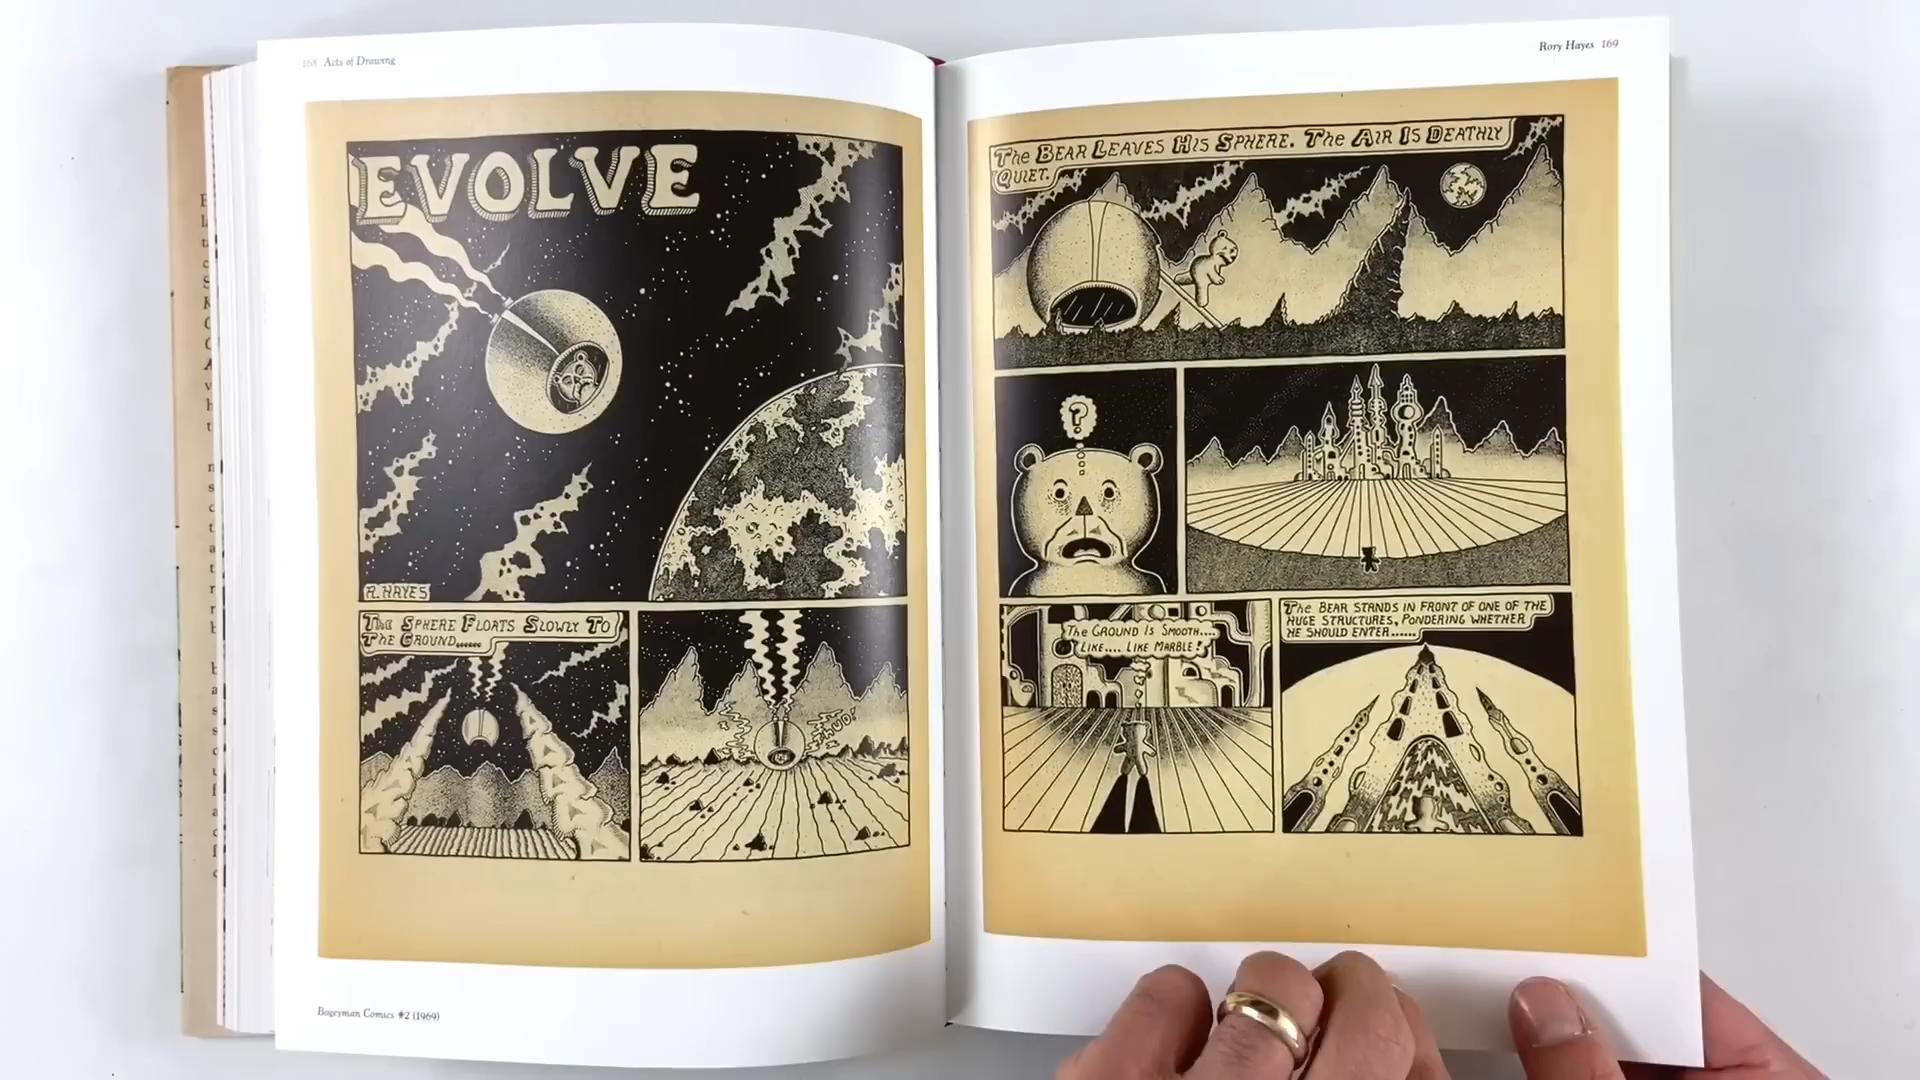 168 Acts of Drawing
EVOLVE
R. HAYES
The Sphere Floats Slowly To
The Ground......
THUD!
Bogeyman Comics #2 (1969)
Rory Hayes 169
The Bear Leaves His Sphere. The Air Is Deathly
Quiet.
?
The Ground Is Smooth....
Like.... Like Marble!
The Bear stands in front of one of the
huge structures, pondering whether
he should enter......